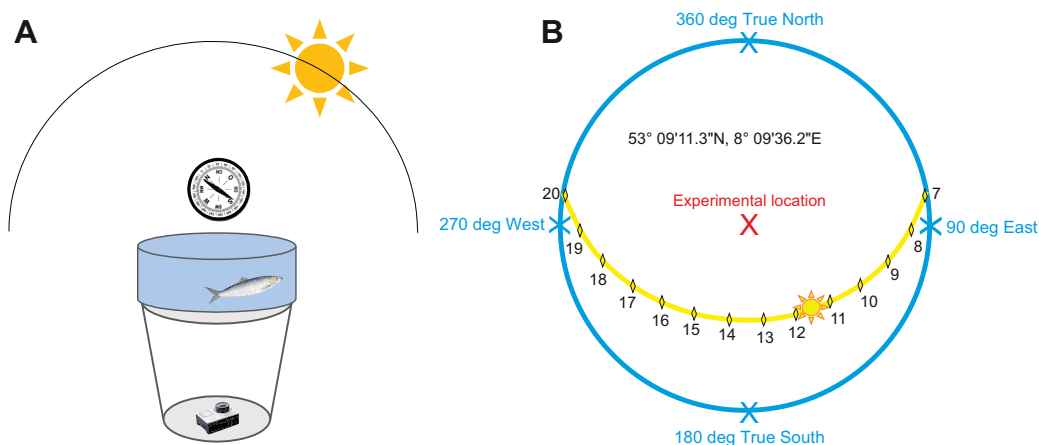 A
B
360 deg True North
53° 09'11.3"N, 8° 09'36.2"E
Experimental location
20
7
270 deg West
90 deg East
19
8
18
9
17
10
16
11
15
12
14
13
180 deg True South